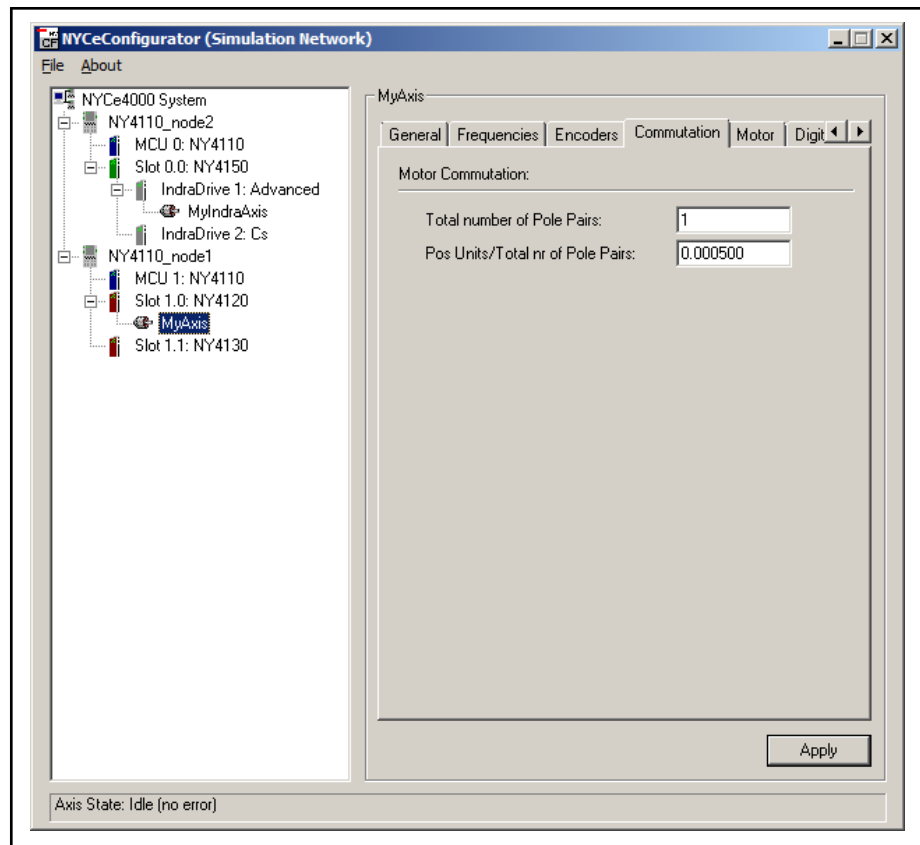 NYCeConfigurator (Simulation Network)
File About
NYCe4000 System
NY4110_node2
MCU 0: NY4110
Slot 0.0: NY4150
IndraDrive 1: Advanced
MyIndraAxis
IndraDrive 2: Cs
NY4110_node1
MCU 1: NY4110
Slot 1.0: NY4120
MyAxis
Slot 1.1: NY4130
MyAxis
General Frequencies Encoders Commutation Motor Digit
Motor Commutation:
Total number of Pole Pairs: 1
Pos Units/Total nr of Pole Pairs: 0.000500
Apply
Axis State: Idle (no error)